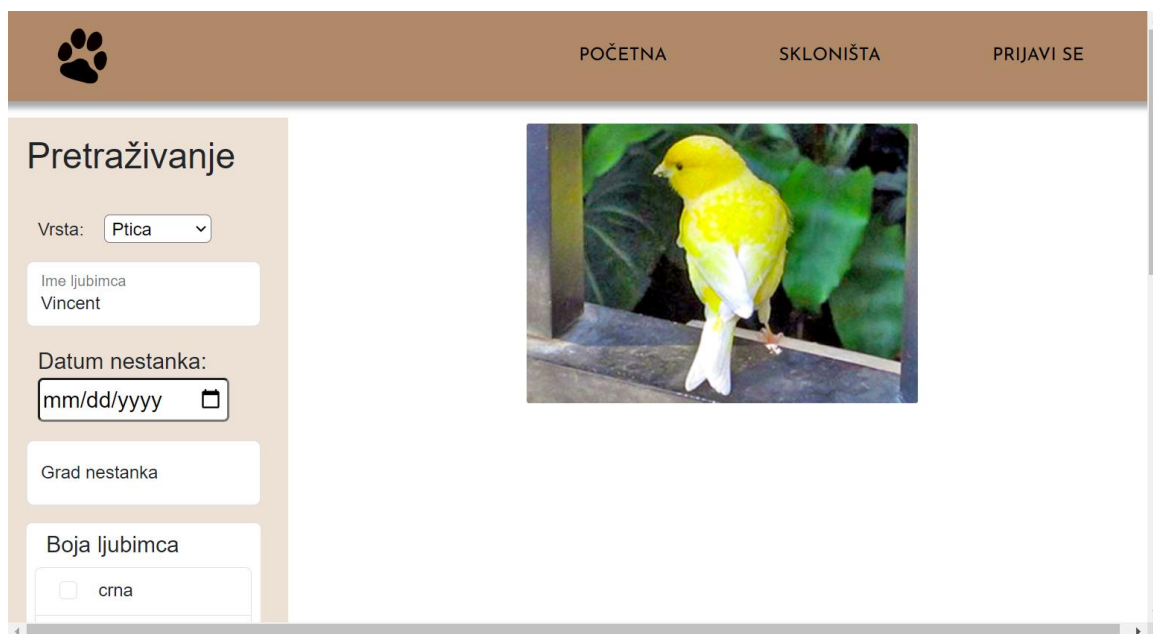 POČETNA SKLONIŠTA PRIJAVI SE
Pretraživanje
Vrsta: Ptica
Ime ljubimca
Vincent
Datum nestanka:
mm/dd/yyyy
Grad nestanka
Boja ljubimca
crna